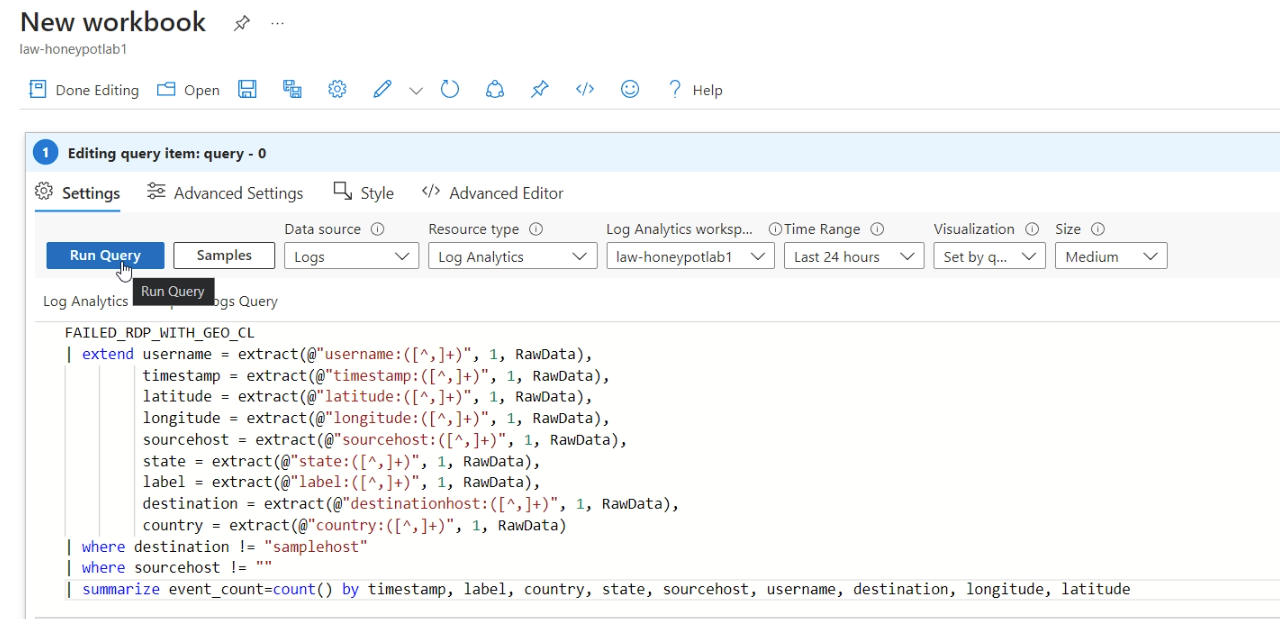 New workbook
law-honeypotlab1
Done Editing Open Help
1 Editing query item: query - 0
Settings Advanced Settings Style </> Advanced Editor
Data source Resource type Log Analytics worksp... Time Range Visualization Size
Run Query Samples Logs Log Analytics law-honeypotlab1 Last 24 hours Set by q... Medium
Run Query
Log Analytics Logs Query
FAILED_RDP_WITH_GEO_CL
| extend username = extract(@"username:([^,]+)", 1, RawData),
timestamp = extract(@"timestamp:([^,]+)", 1, RawData),
latitude = extract(@"latitude:([^,]+)", 1, RawData),
longitude = extract(@"longitude:([^,]+)", 1, RawData),
sourcehost = extract(@"sourcehost:([^,]+)", 1, RawData),
state = extract(@"state:([^,]+)", 1, RawData),
label = extract(@"label:([^,]+)", 1, RawData),
destination = extract(@"destinationhost:([^,]+)", 1, RawData),
country = extract(@"country:([^,]+)", 1, RawData)
| where destination != "samplehost"
| where sourcehost != ""
| summarize event_count=count() by timestamp, label, country, state, sourcehost, username, destination, longitude, latitude